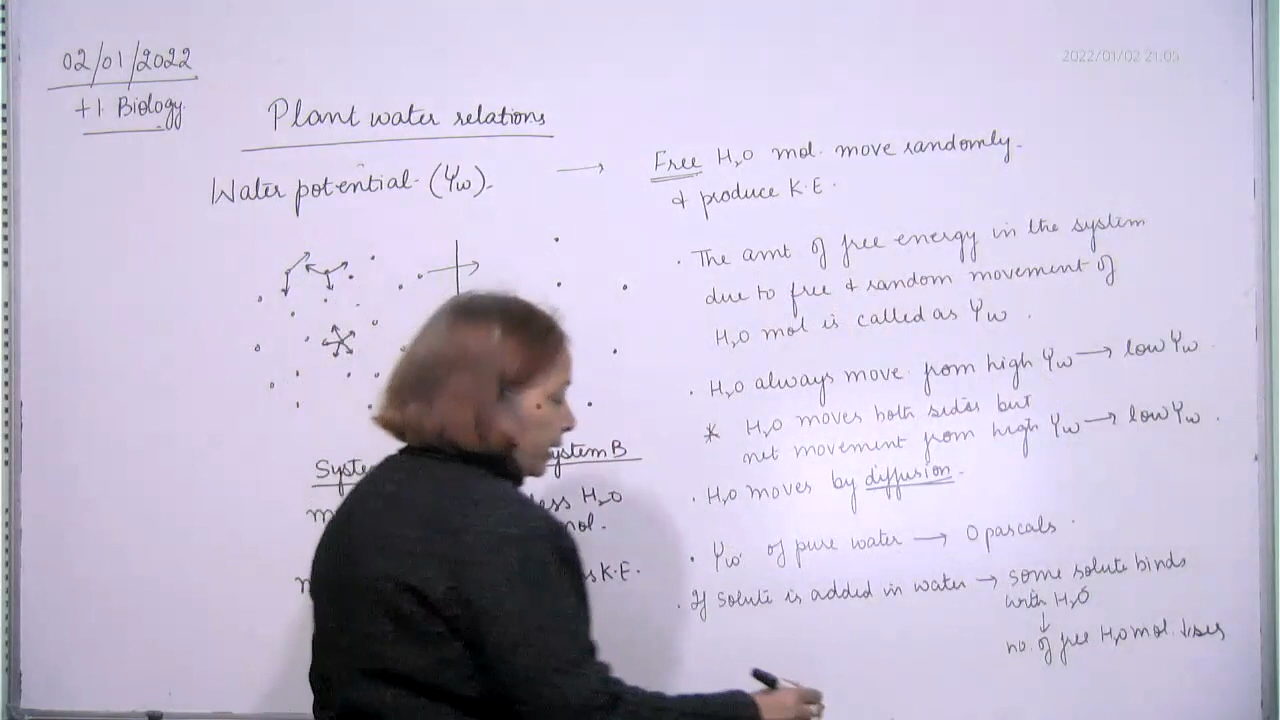 02/01/2022
2022/01/02 21:05
+1 Biology
Plant water relations
Water potential (Ψw). → Free H2O mol. move randomly.
& produce K.E.
. The amt of free energy in the system
due to free & random movement of
H2O mol is called as Ψw.
. H2O always move from high Ψw → low Ψw.
* H2O moves both sides but
net movement from high Ψw → low Ψw.
. H2O moves by diffusion.
. Ψw of pure water → 0 pascals.
. If solute is added in water → some solute binds
with H2O
↓
no. of free H2O mol. ↓ses
H2O
mol.
K.E.